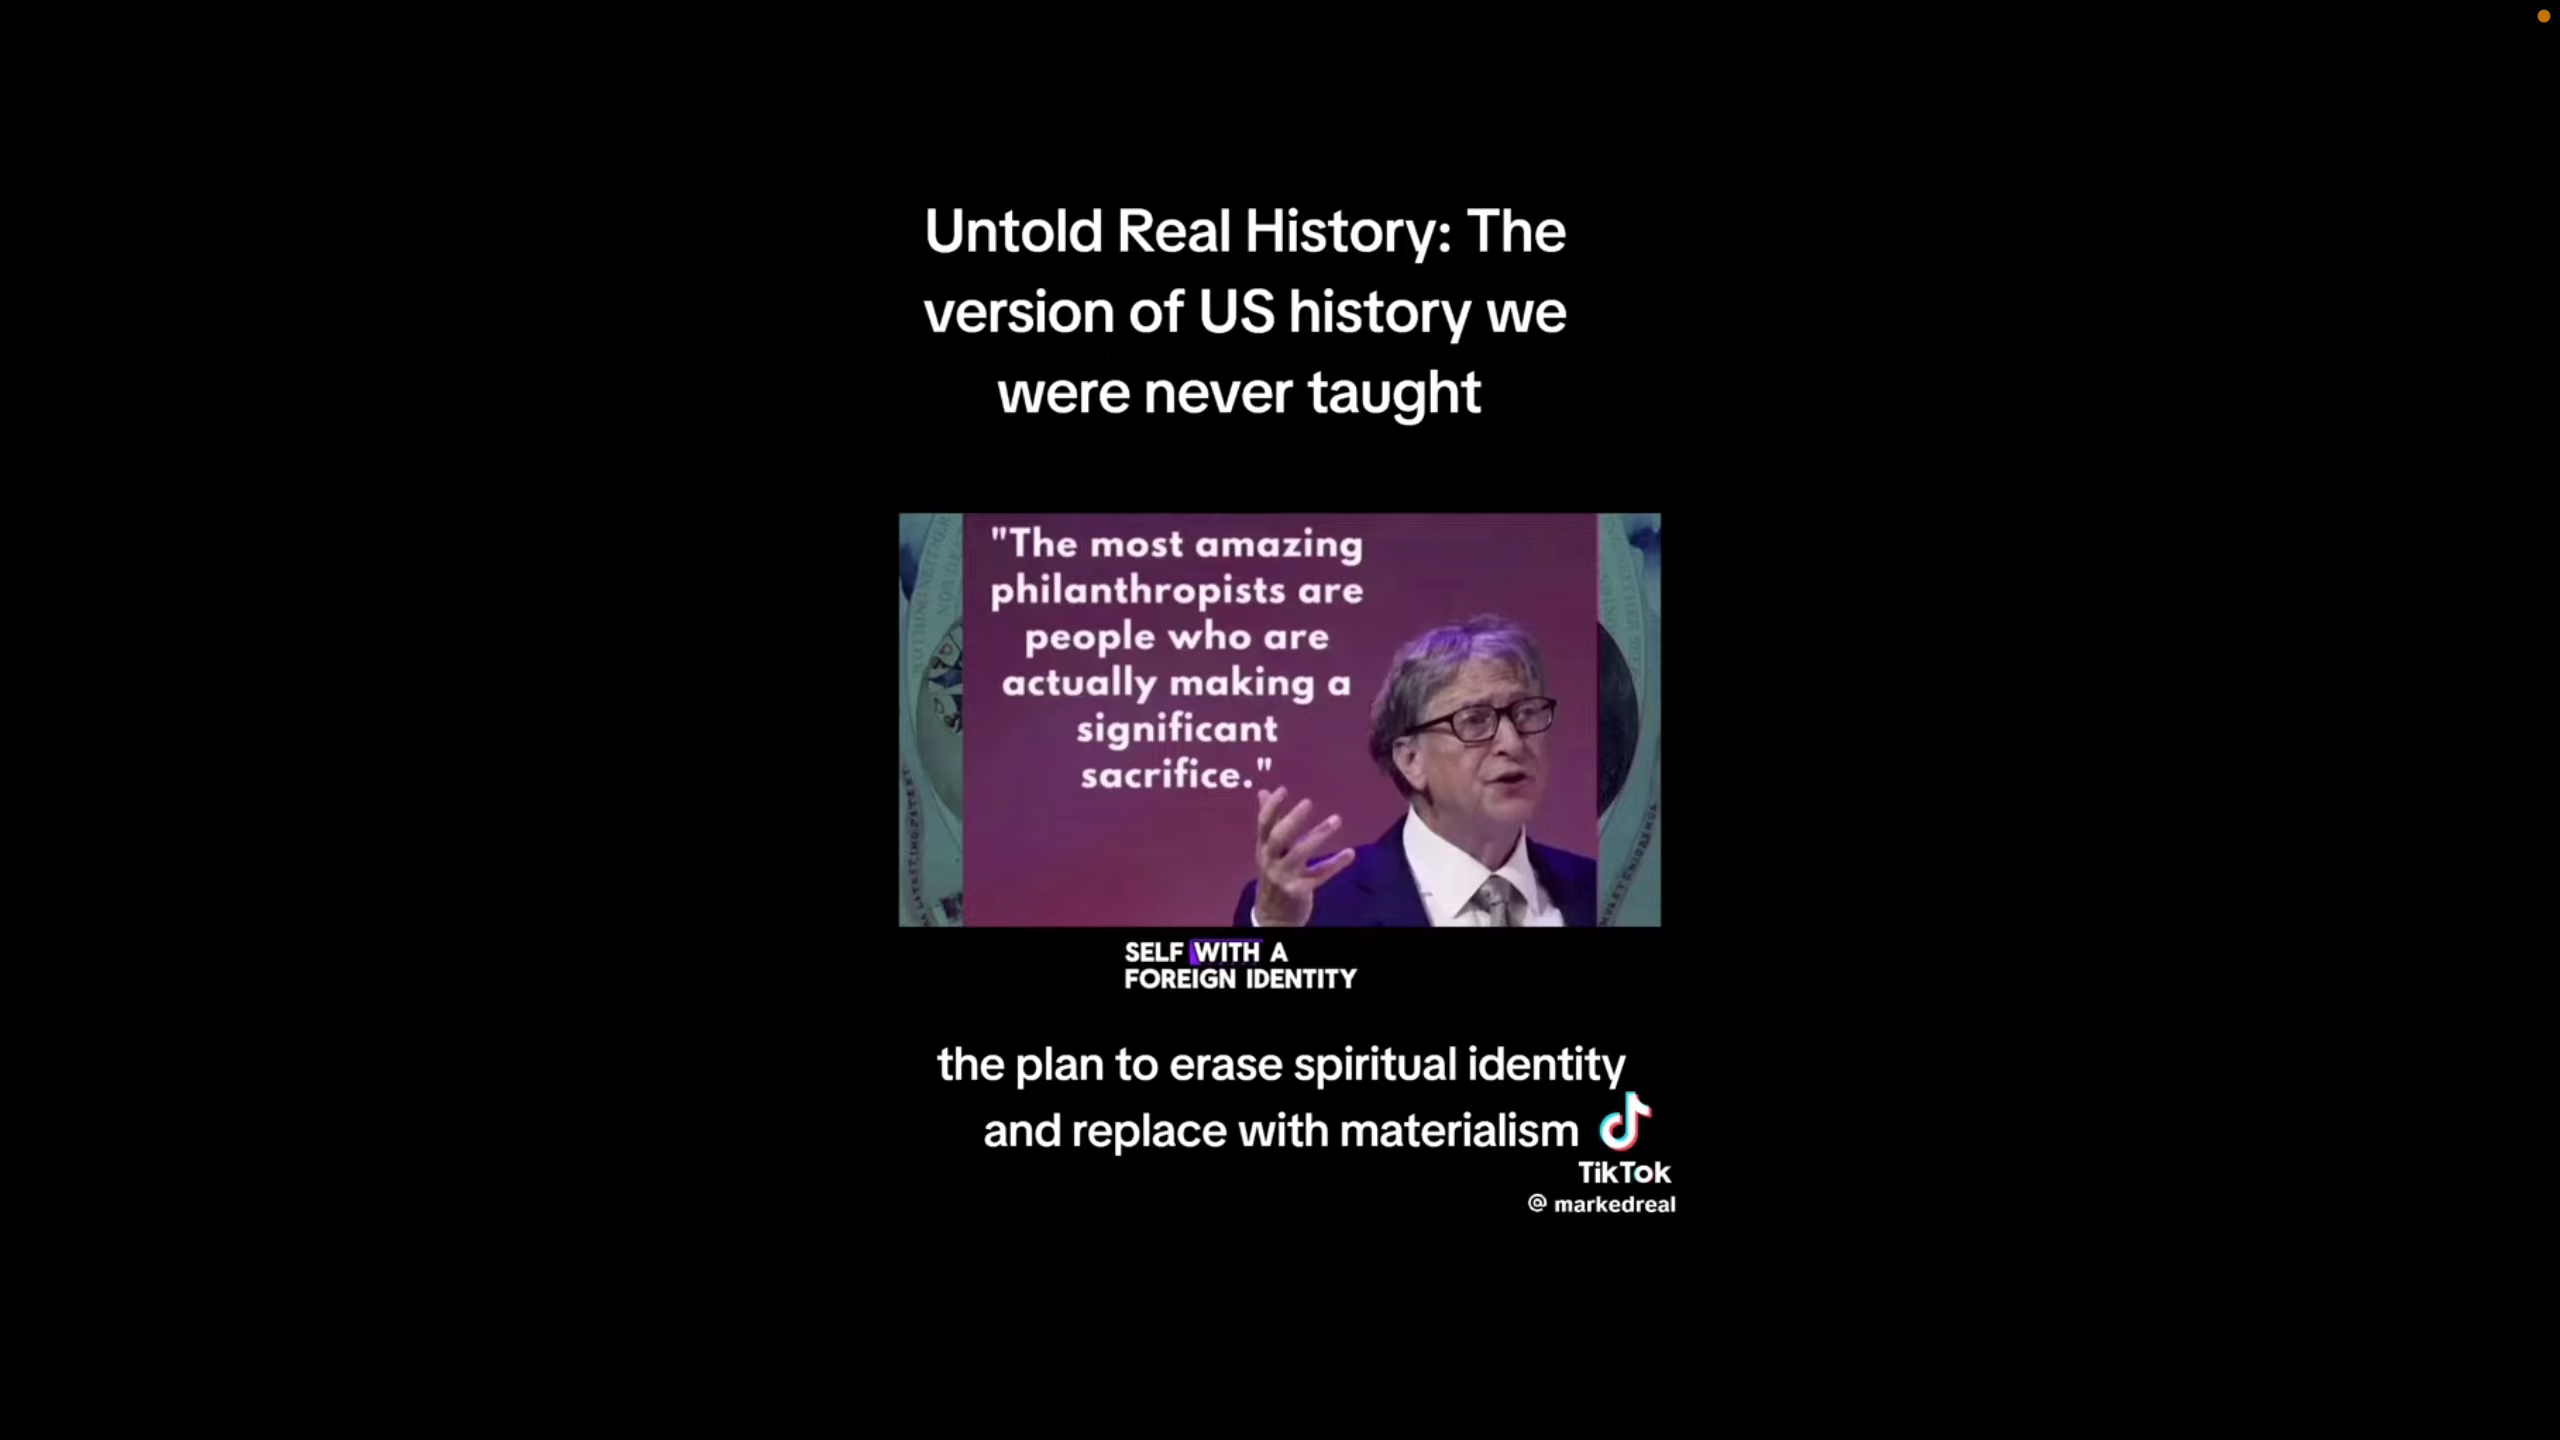 Untold Real History: The
version of US history we
were never taught
"The most amazing
philanthropists are
people who are
actually making a
significant
sacrifice."
SELF WITH A
FOREIGN IDENTITY
the plan to erase spiritual identity
and replace with materialism
TikTok
@ markedreal